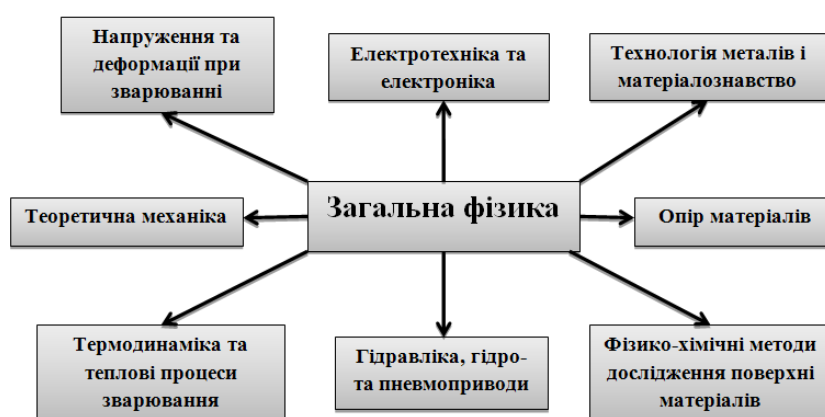 Напруження та
деформації при
зварюванні
Електротехніка та
електроніка
Технологія металів і
матеріалознавство
Теоретична механіка
Загальна фізика
Опір матеріалів
Термодинаміка та
теплові процеси
зварювання
Гідравліка, гідро-
та пневмоприводи
Фізико-хімічні методи
дослідження поверхні
матеріалів